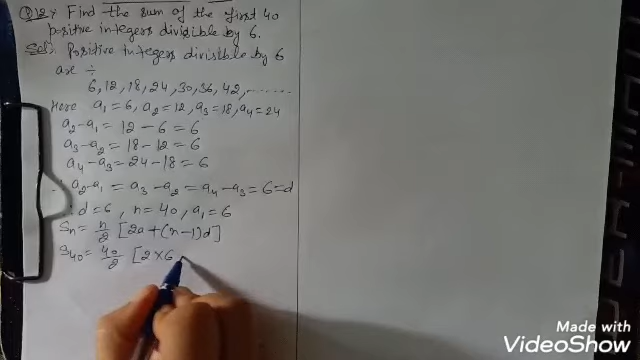 Q12) Find the sum of the first 40
positive integers divisible by 6.
Sol: Positive integers divisible by 6
are ÷
6, 12, 18, 24, 30, 36, 42, ........
Here a₁ = 6, a₂ = 12, a₃ = 18, a₄ = 24
a₂ - a₁ = 12 - 6 = 6
a₃ - a₂ = 18 - 12 = 6
a₄ - a₃ = 24 - 18 = 6
a₂ - a₁ = a₃ - a₂ = a₄ - a₃ = 6 = d
d = 6, n = 40, a₁ = 6
Sn = n/2 [2a + (n - 1)d]
S₄₀ = 40/2 [2 × 6
Made with
VideoShow